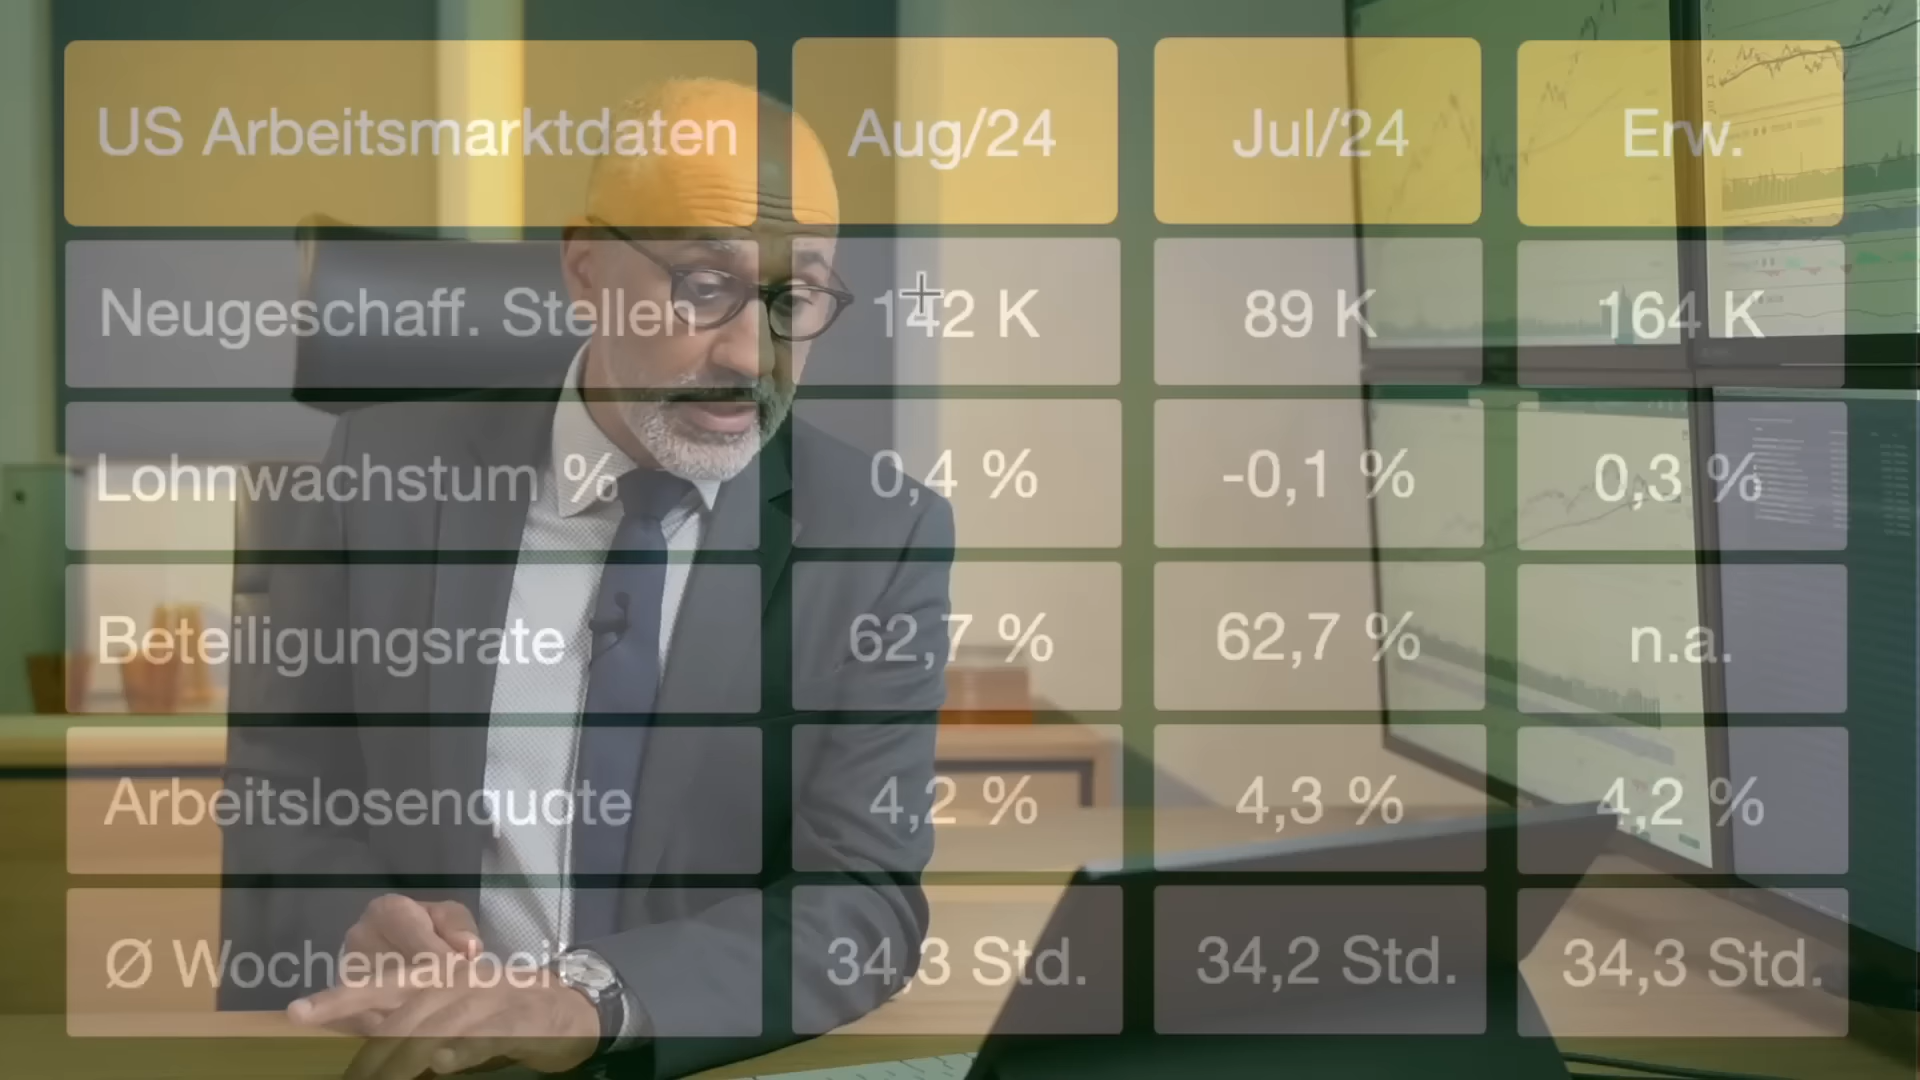 US Arbeitsmarktdaten Aug/24 Jul/24 Erw.
Neugeschaff. Stellen 142 K 89 K 164 K
Lohnwachstum % 0,4 % -0,1 % 0,3 %
Beteiligungsrate 62,7 % 62,7 % n.a.
Arbeitslosenquote 4,2 % 4,3 % 4,2 %
Ø Wochenarbeit 34,3 Std. 34,2 Std. 34,3 Std.